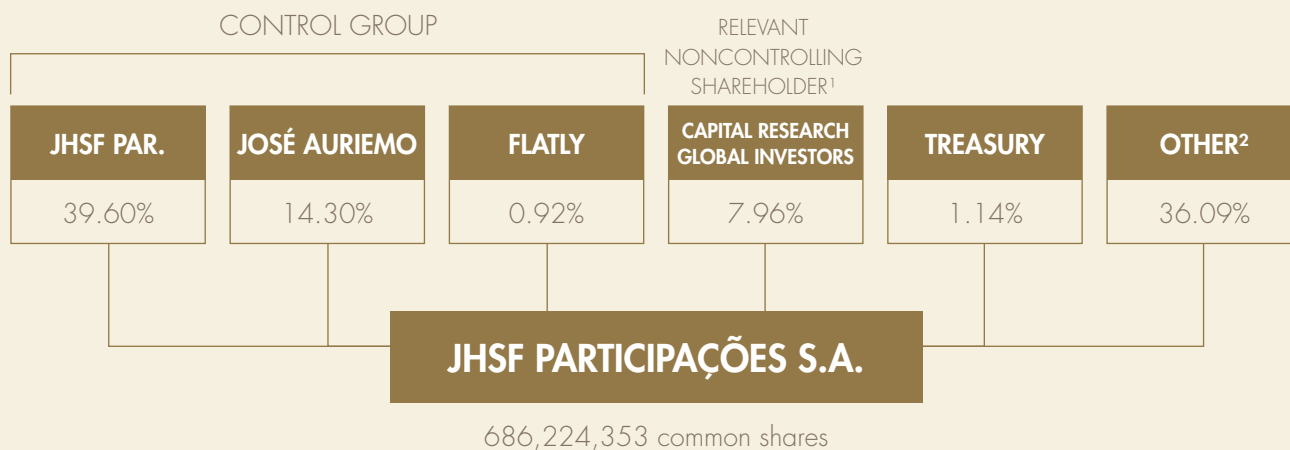 CONTROL GROUP
RELEVANT
NONCONTROLLING
SHAREHOLDER¹
JHSF PAR.
JOSÉ AURIEMO
FLATLY
CAPITAL RESEARCH
GLOBAL INVESTORS
TREASURY
OTHER²
39.60%
14.30%
0.92%
7.96%
1.14%
36.09%
JHSF PARTICIPAÇÕES S.A.
686,224,353 common shares